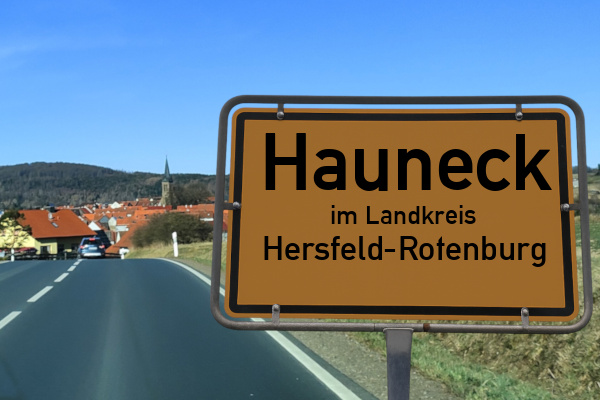 Hauneck
im Landkreis
Hersfeld-Rotenburg